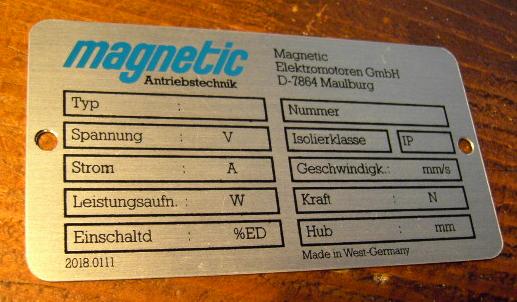 magnetic
Antriebstechnik
Magnetic
Elektromotoren GmbH
D-7864 Maulburg
Typ :
Spannung : V
Strom : A
Leistungsaufn. : W
Einschaltd : %ED
2018.0111
Nummer
Isolierklasse IP
Geschwindigk.: mm/s
Kraft : N
Hub : mm
Made in West-Germany